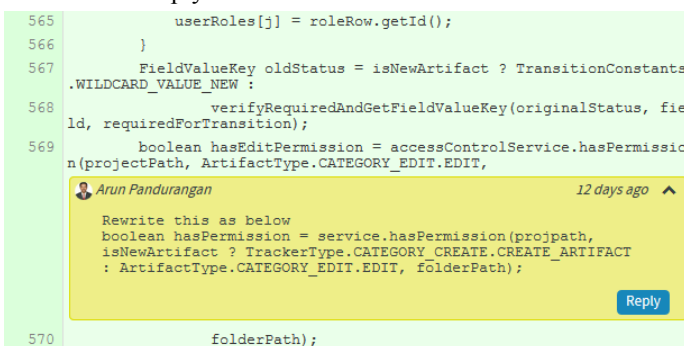 565 userRoles[j] = roleRow.getId();
566 }
567 FieldValueKey oldStatus = isNewArtifact ? TransitionConstants
.WILDCARD_VALUE_NEW :
568 verifyRequiredAndGetFieldValueKey(originalStatus, fie
ld, requiredForTransition);
569 boolean hasEditPermission = accessControlService.hasPermissio
n(projectPath, ArtifactType.CATEGORY_EDIT.EDIT,
Arun Pandurangan 12 days ago
Rewrite this as below
boolean hasPermission = service.hasPermission(projpath,
isNewArtifact ? TrackerType.CATEGORY_CREATE.CREATE_ARTIFACT
: ArtifactType.CATEGORY_EDIT.EDIT, folderPath);
Reply
570 folderPath);